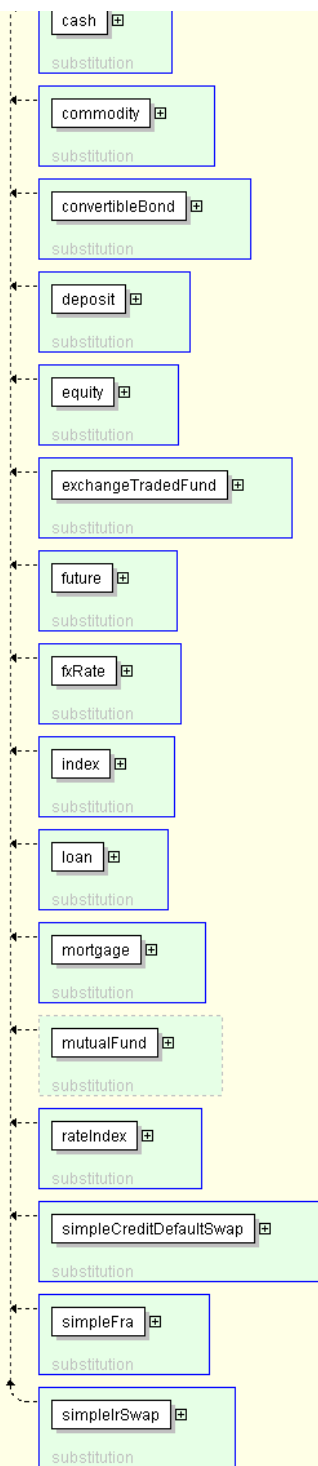 cash
substitution
commodity
substitution
convertibleBond
substitution
deposit
substitution
equity
substitution
exchangeTradedFund
substitution
future
substitution
fxRate
substitution
index
substitution
loan
substitution
mortgage
substitution
mutualFund
substitution
rateIndex
substitution
simpleCreditDefaultSwap
substitution
simpleFra
substitution
simpleIrSwap
substitution